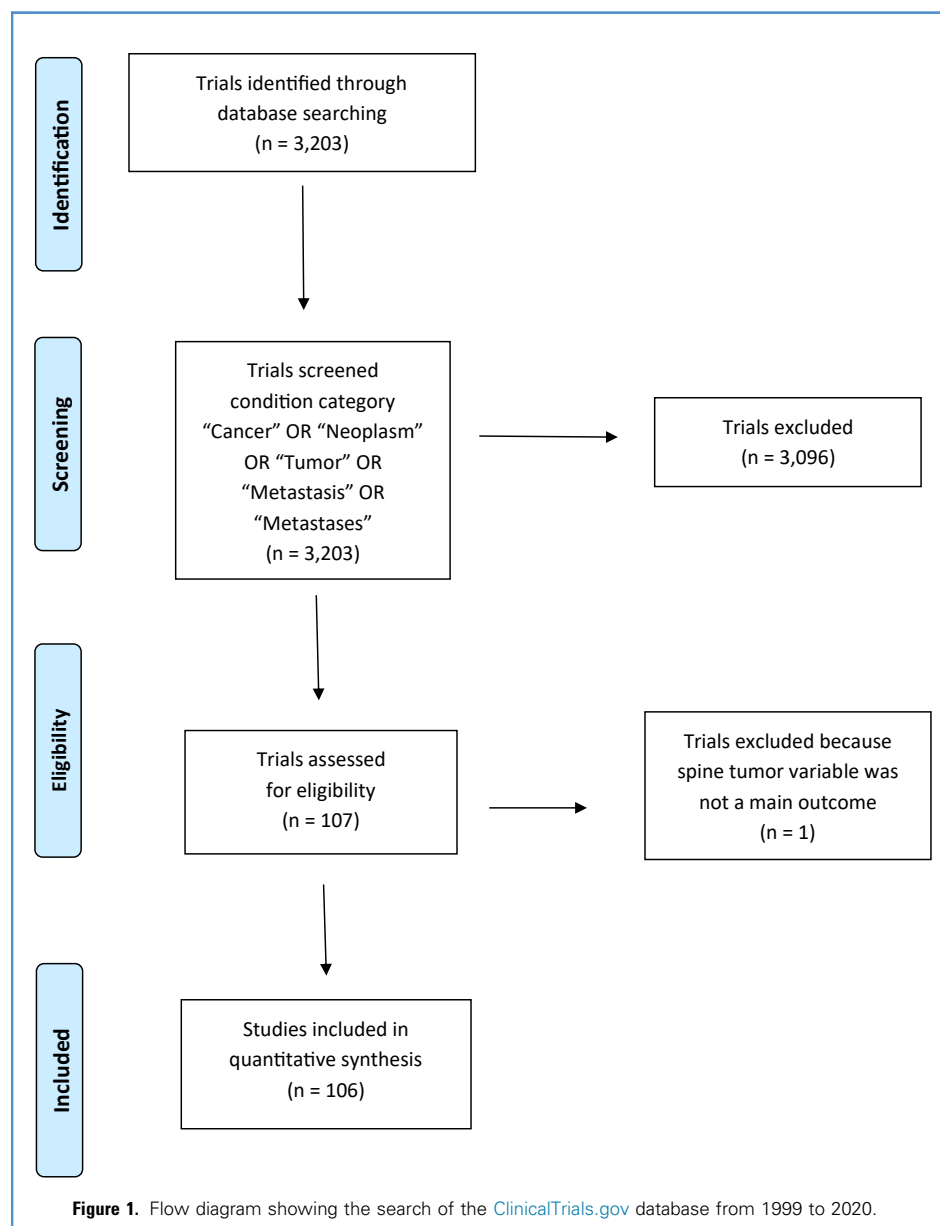 Identification
Trials identified through
database searching
(n = 3,203)
Screening
Trials screened
condition category
“Cancer” OR “Neoplasm”
OR “Tumor” OR
“Metastasis” OR
“Metastases”
(n = 3,203)
Trials excluded
(n = 3,096)
Eligibility
Trials assessed
for eligibility
(n = 107)
Trials excluded because
spine tumor variable was
not a main outcome
(n = 1)
Included
Studies included in
quantitative synthesis
(n = 106)
Figure 1. Flow diagram showing the search of the ClinicalTrials.gov database from 1999 to 2020.